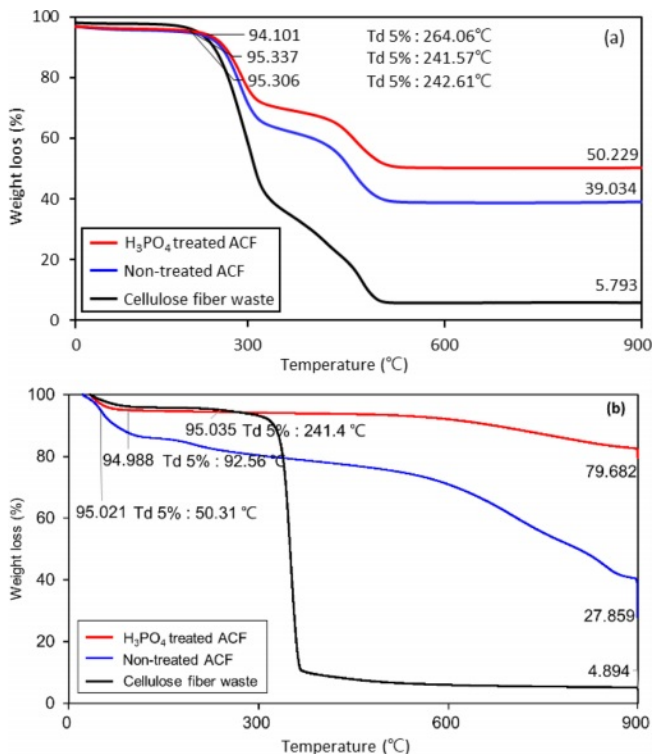 100
80
60
40
20
0
Weight loos (%)
94.101 Td 5% : 264.06℃
95.337 Td 5% : 241.57℃
95.306 Td 5% : 242.61℃
(a)
50.229
39.034
5.793
H₃PO₄ treated ACF
Non-treated ACF
Cellulose fiber waste
0 300 600 900
Temperature (℃)
100
80
60
40
20
0
Weight loss (%)
(b)
95.035 Td 5% : 241.4℃
94.988 Td 5% : 92.56 ℃
95.021 Td 5% : 50.31 ℃
79.682
27.859
4.894
H₃PO₄ treated ACF
Non-treated ACF
Cellulose fiber waste
0 300 600 900
Temperature (℃)